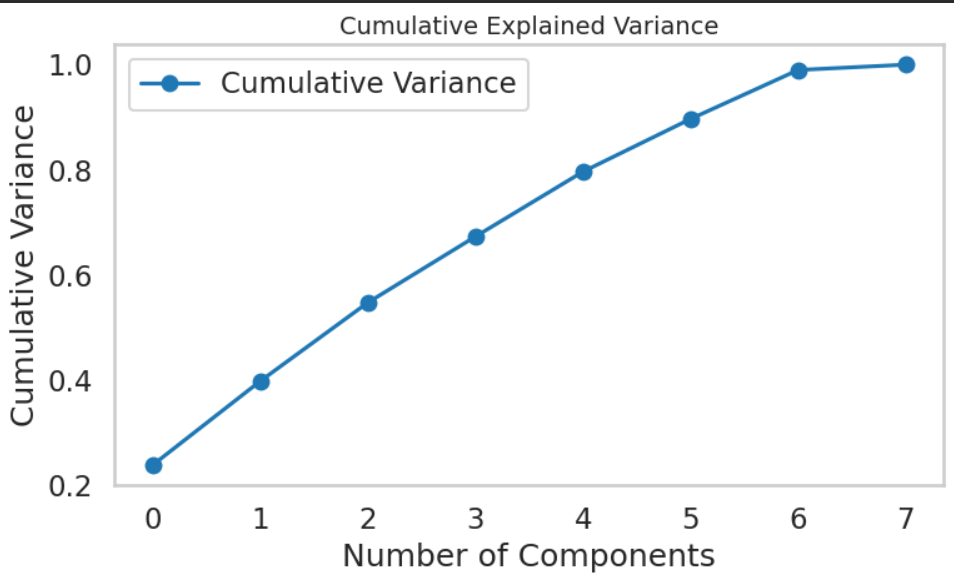 Cumulative Explained Variance
Cumulative Variance
Cumulative Variance
1.0
0.8
0.6
0.4
0.2
0 1 2 3 4 5 6 7
Number of Components